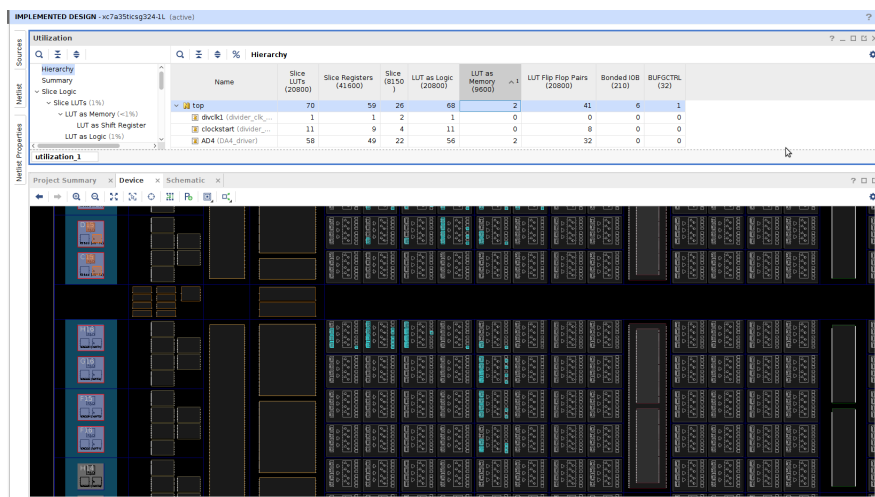 IMPLEMENTED DESIGN - xc7a35ticsg324-1L (active)
Utilization
Hierarchy
Hierarchy
Summary
Slice Logic
Slice LUTs (1%)
LUT as Memory (<1%)
LUT as Shift Register
LUT as Logic (1%)
utilization_1
Name Slice LUTs (20800) Slice Registers (41600) Slice (8150) LUT as Logic (20800) LUT as Memory (9600) 1 LUT Flip Flop Pairs (20800) Bonded IOB (210) BUFGCTRL (32)
top 70 59 26 68 2 41 6 1
divclk1 (divider_clk_... 1 1 2 1 0 0 0 0
clockstart (divider_... 11 9 4 11 0 8 0 0
AD4 (DA4_driver) 58 49 22 56 2 32 0 0
Sources
Netlist
Netlist Properties
Project Summary × Device × Schematic ×
H16
G16
F15
H14